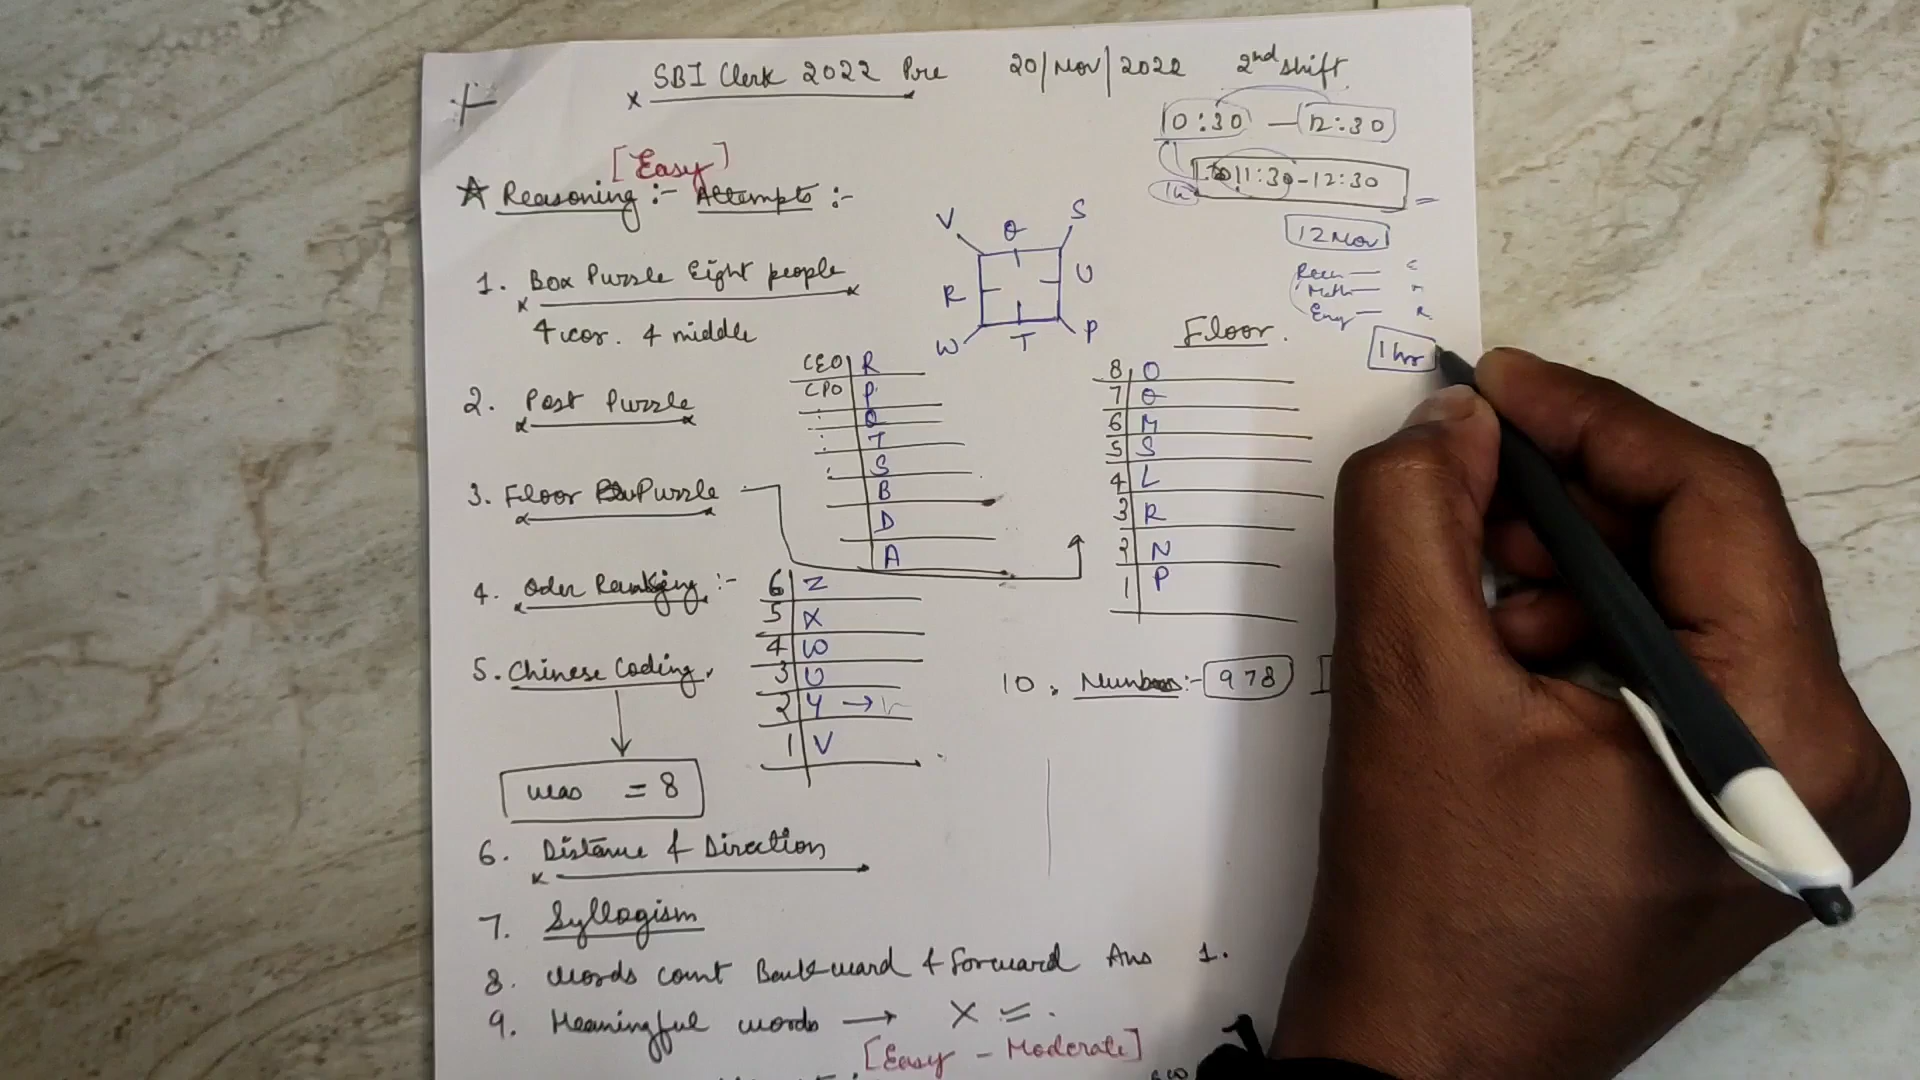 SBI Clerk 2022 Pre 20/Nov/2022 2nd shift
10:30 - 12:30
11:30-12:30
12 Nov
1 hr
[Easy]
☆ Reasoning :- Attempts :-
1. Box Puzzle Eight people
4 cor. 4 middle
V Q S
R U
W T P
2. Post Puzzle
CEO R
CPO P
Q
T
S
B
D
A
3. Floor Puzzle
Floor.
8 O
7 Q
6 M
5 S
4 L
3 R
2 N
1 P
4. Oder Ranking :-
6 Z
5 X
4 W
3 U
2 Y →
1 V
5. Chinese Coding.
was = 8
6. Distance & Direction
7. Syllogism
8. Words count Backward & Forward Ans 1.
9. Meaningful words → X =.
10. Numbers :- 978
[Easy - Moderate]